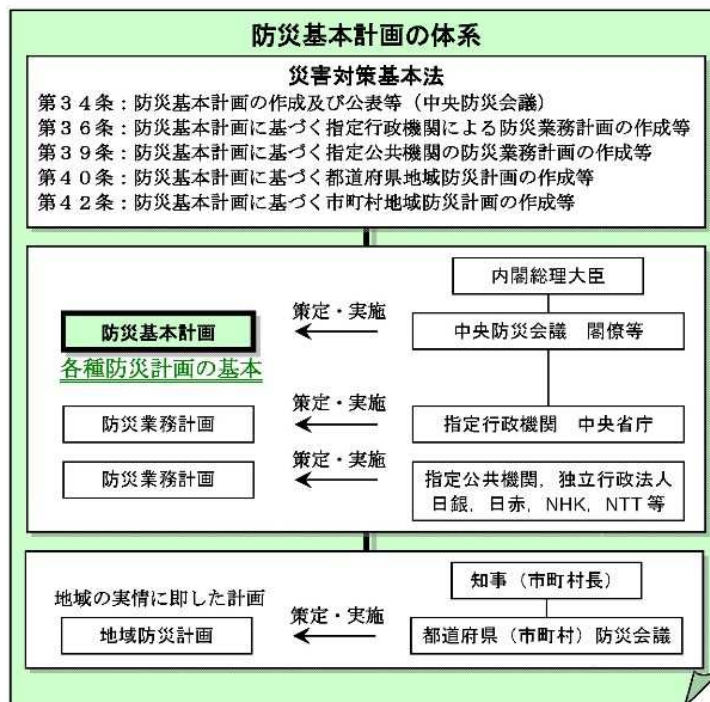 防災基本計画の体系
災害対策基本法
第３４条：防災基本計画の作成及び公表等（中央防災会議）
第３６条：防災基本計画に基づく指定行政機関による防災業務計画の作成等
第３９条：防災基本計画に基づく指定公共機関の防災業務計画の作成等
第４０条：防災基本計画に基づく都道府県地域防災計画の作成等
第４２条：防災基本計画に基づく市町村地域防災計画の作成等
内閣総理大臣
策定・実施
防災基本計画
中央防災会議　閣僚等
各種防災計画の基本
策定・実施
防災業務計画
指定行政機関　中央省庁
策定・実施
防災業務計画
指定公共機関，独立行政法人
日銀，日赤，NHK，NTT 等
知事（市町村長）
地域の実情に即した計画
策定・実施
地域防災計画
都道府県（市町村）防災会議